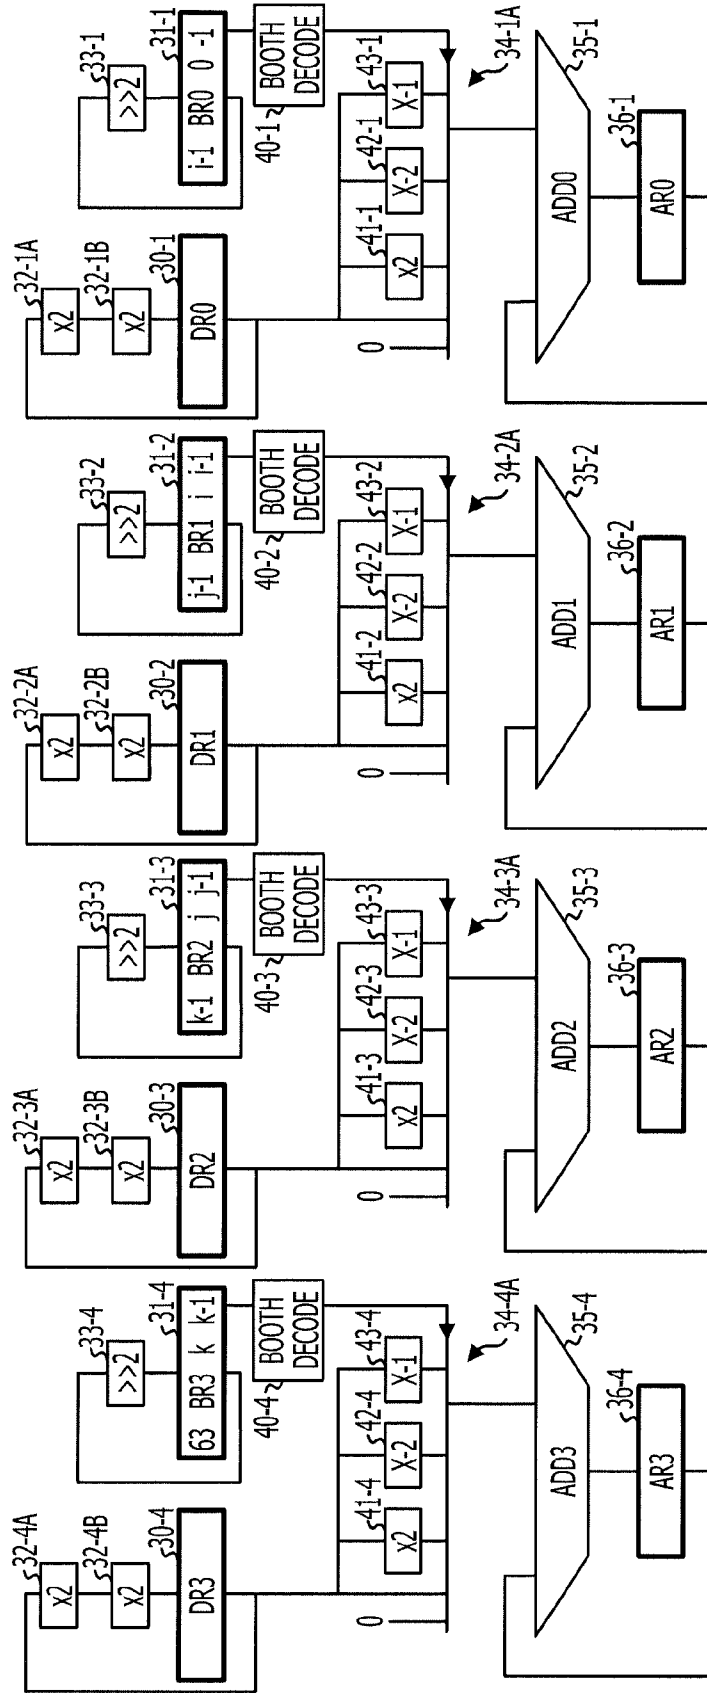 32-4A
x2
32-4B
x2
30-4
DR3
33-4
>>2
31-4
63 BR3 k k-1
40-4
BOOTH
DECODE
0
41-4
x2
42-4
X-2
43-4
X-1
34-4A
35-4
ADD3
36-4
AR3
32-3A
x2
32-3B
x2
30-3
DR2
33-3
>>2
31-3
k-1 BR2 j j-1
40-3
BOOTH
DECODE
0
41-3
x2
42-3
X-2
43-3
X-1
34-3A
35-3
ADD2
36-3
AR2
32-2A
x2
32-2B
x2
30-2
DR1
33-2
>>2
31-2
j-1 BR1 i i-1
40-2
BOOTH
DECODE
0
41-2
x2
42-2
X-2
43-2
X-1
34-2A
35-2
ADD1
36-2
AR1
32-1A
x2
32-1B
x2
30-1
DR0
33-1
>>2
31-1
i-1 BR0 0 -1
40-1
BOOTH
DECODE
0
41-1
x2
42-1
X-2
43-1
X-1
34-1A
35-1
ADD0
36-1
AR0